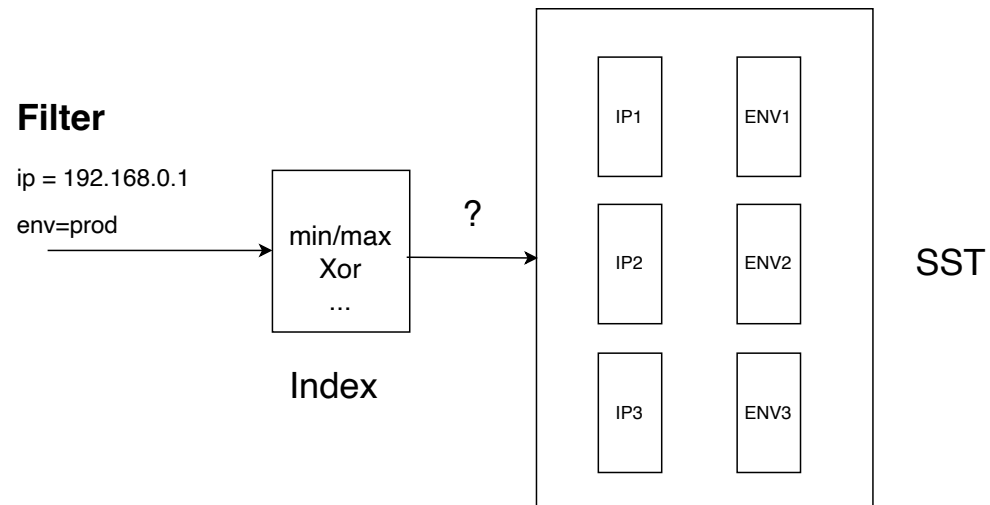 Filter
ip = 192.168.0.1
env=prod
min/max
Xor
...
Index
?
IP1
ENV1
IP2
ENV2
IP3
ENV3
SST